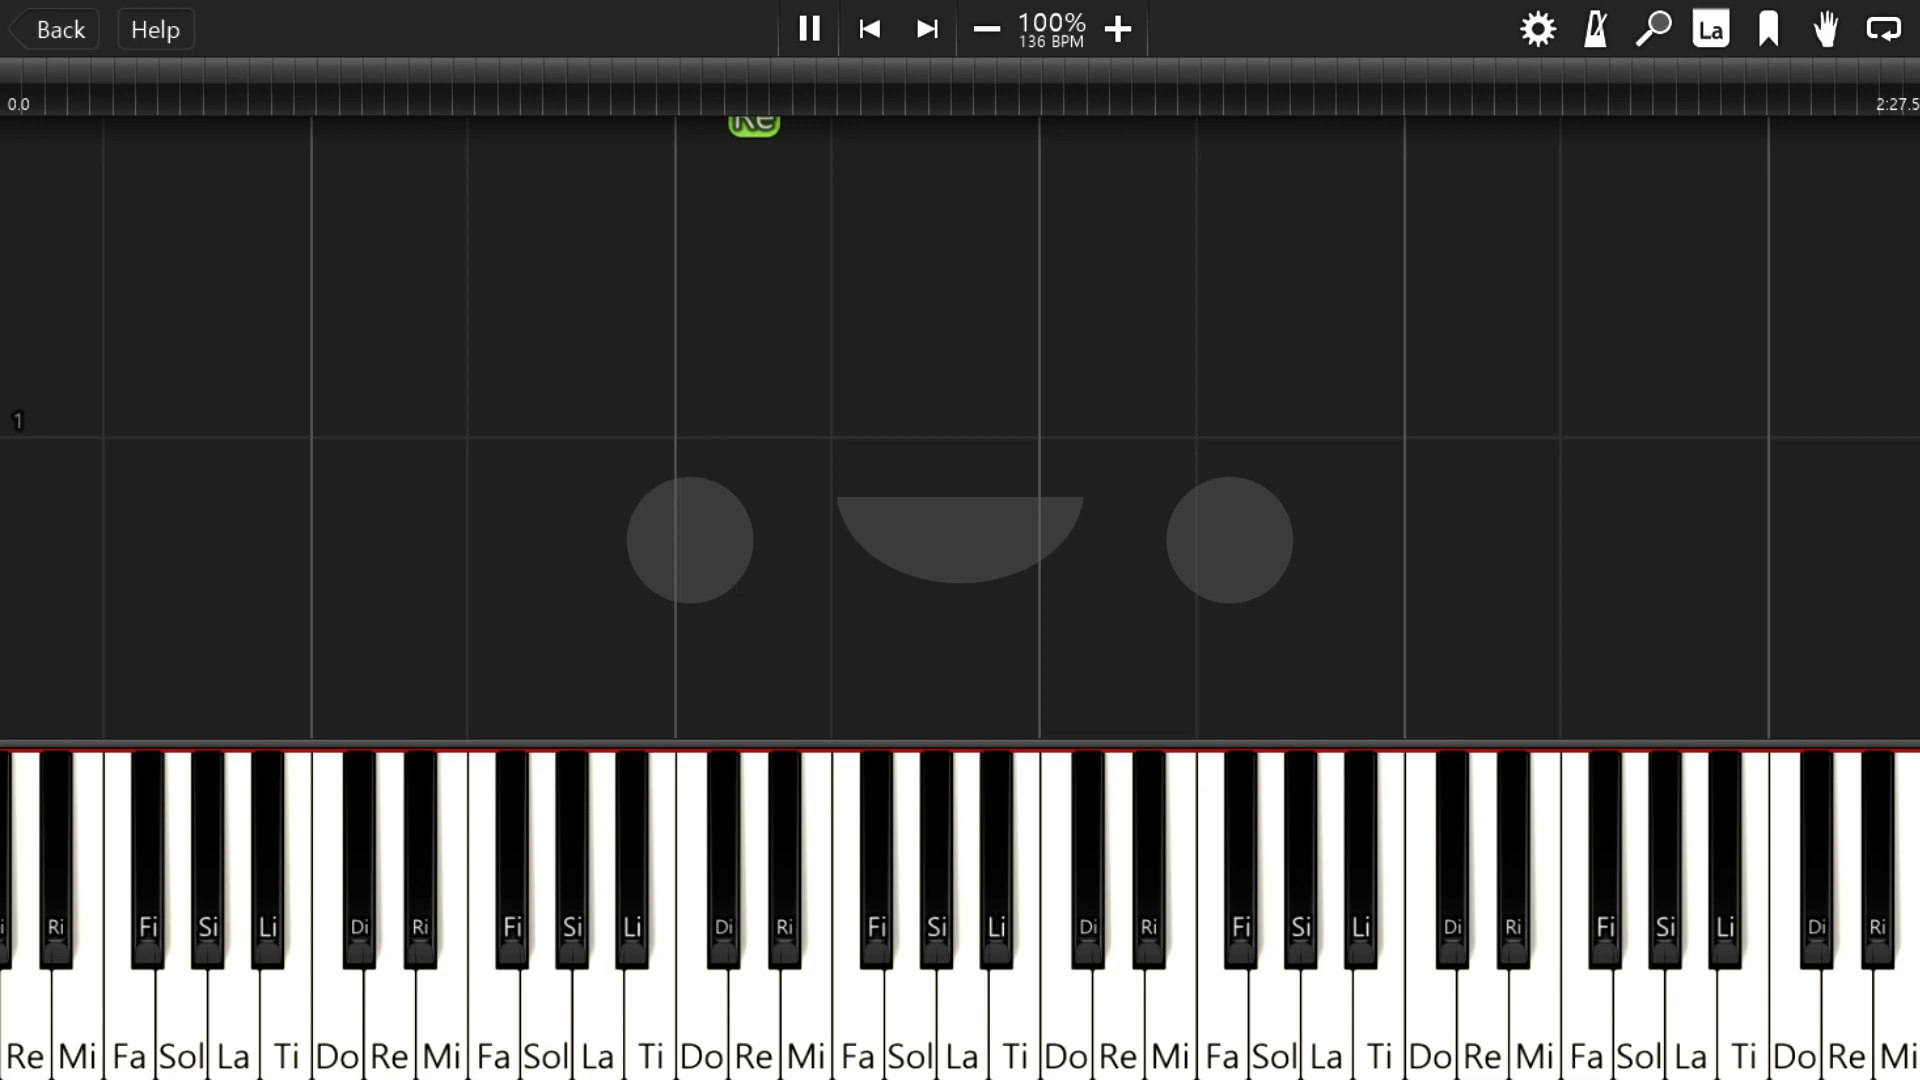 Back Help 100% La
136 BPM
0.0 2:27.5
Re
1
Ri Fi Si Li Di Ri Fi Si Li Di Ri Fi Si Li Di Ri Fi Si Li Di Ri Fi Si Li Di Ri
Re Mi Fa Sol La Ti Do Re Mi Fa Sol La Ti Do Re Mi Fa Sol La Ti Do Re Mi Fa Sol La Ti Do Re Mi Fa Sol La Ti Do Re Mi